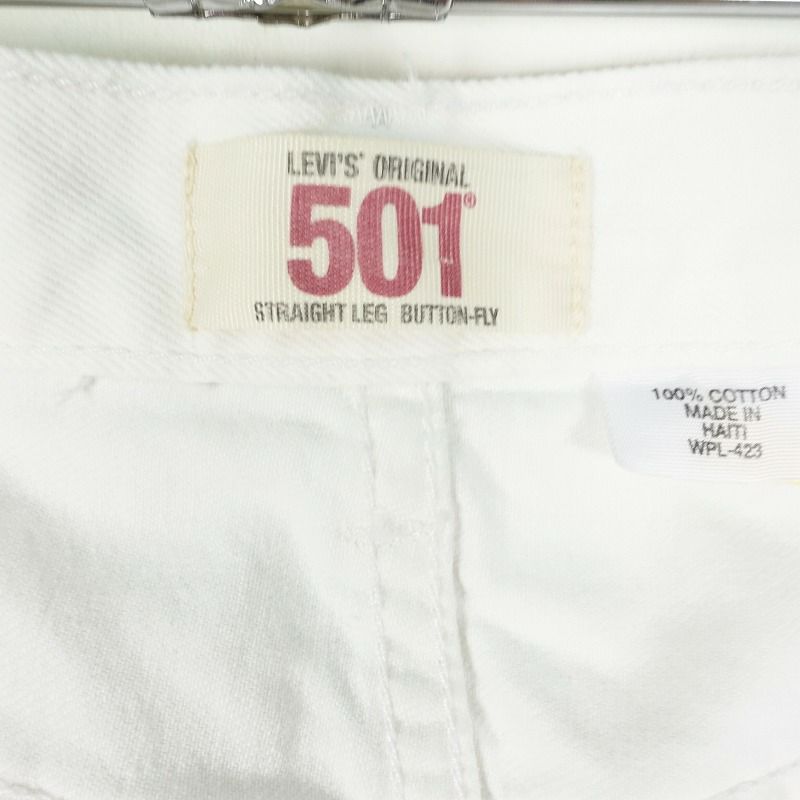 LEVI'S® ORIGINAL
501®
STRAIGHT LEG BUTTON-FLY
100% COTTON
MADE IN
HAITI
WPL-423